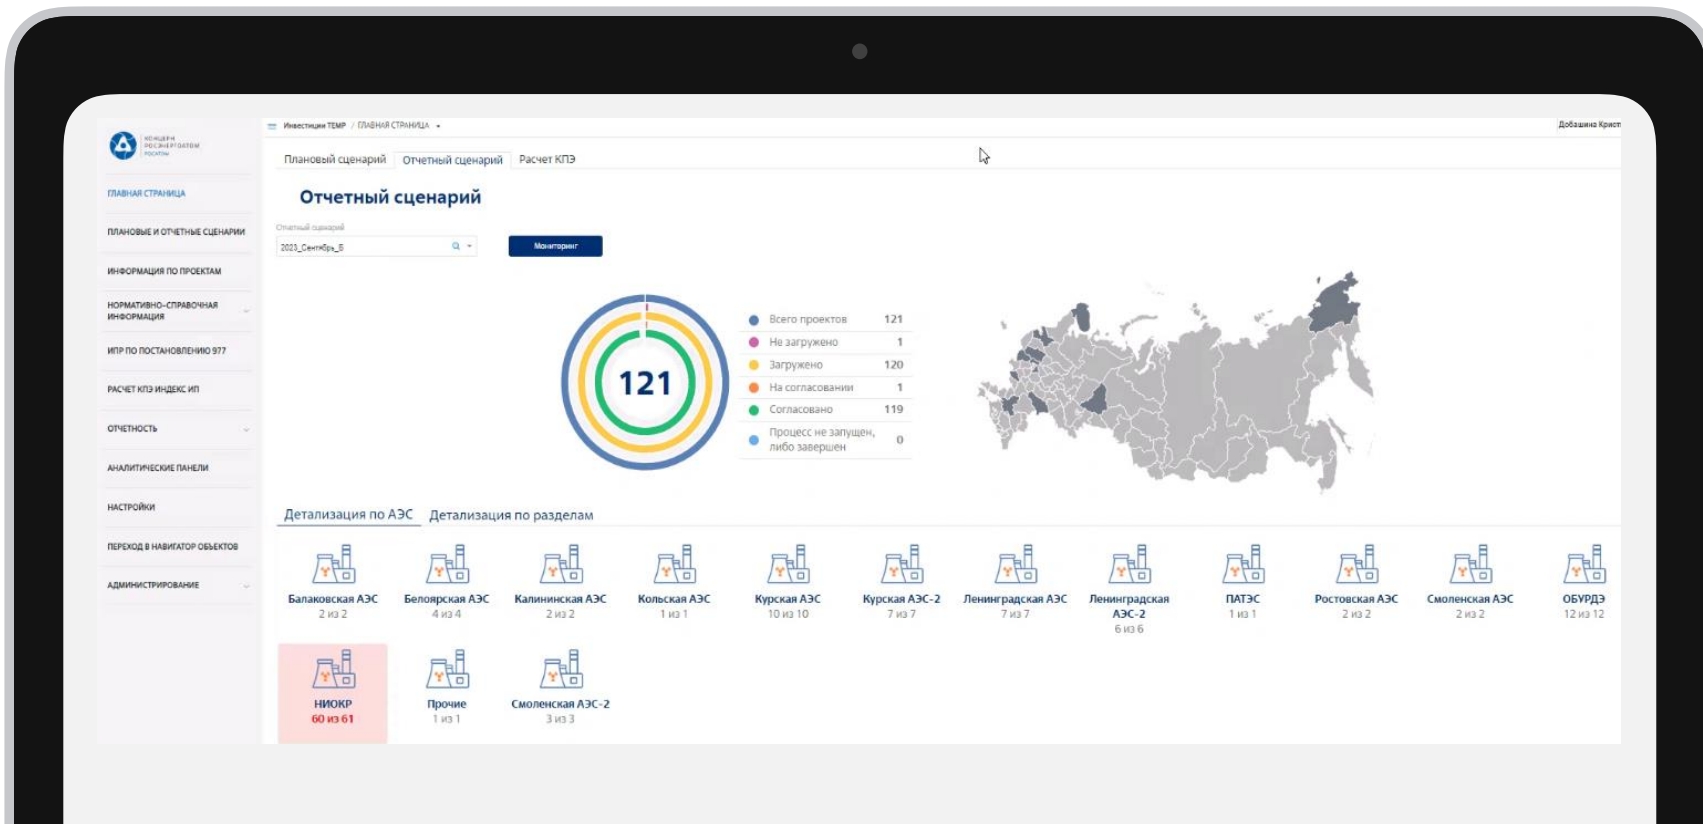 КОНЦЕРН
РОСЭНЕРГОАТОМ
РОСАТОМ
Инвестиции ТЕМР / ГЛАВНАЯ СТРАНИЦА
Добашина Крист
ГЛАВНАЯ СТРАНИЦА
ПЛАНОВЫЕ И ОТЧЕТНЫЕ СЦЕНАРИИ
ИНФОРМАЦИЯ ПО ПРОЕКТАМ
НОРМАТИВНО-СПРАВОЧНАЯ
ИНФОРМАЦИЯ
ИПР ПО ПОСТАНОВЛЕНИЮ 977
РАСЧЕТ КПЭ ИНДЕКС ИП
ОТЧЕТНОСТЬ
АНАЛИТИЧЕСКИЕ ПАНЕЛИ
НАСТРОЙКИ
ПЕРЕХОД В НАВИГАТОР ОБЪЕКТОВ
АДМИНИСТРИРОВАНИЕ
Плановый сценарий Отчетный сценарий Расчет КПЭ
Отчетный сценарий
Отчетный сценарий
2023_Сентябрь_Б
Мониторинг
121
Всего проектов 121
Не загружено 1
Загружено 120
На согласовании 1
Согласовано 119
Процесс не запущен,
либо завершен 0
Детализация по АЭС Детализация по разделам
Балаковская АЭС
2 из 2
Белоярская АЭС
4 из 4
Калининская АЭС
2 из 2
Кольская АЭС
1 из 1
Курская АЭС
10 из 10
Курская АЭС-2
7 из 7
Ленинградская АЭС
7 из 7
Ленинградская
АЭС-2
6 из 6
ПАТЭС
1 из 1
Ростовская АЭС
2 из 2
Смоленская АЭС
2 из 2
ОБУРДЭ
12 из 12
НИОКР
60 из 61
Прочие
1 из 1
Смоленская АЭС-2
3 из 3